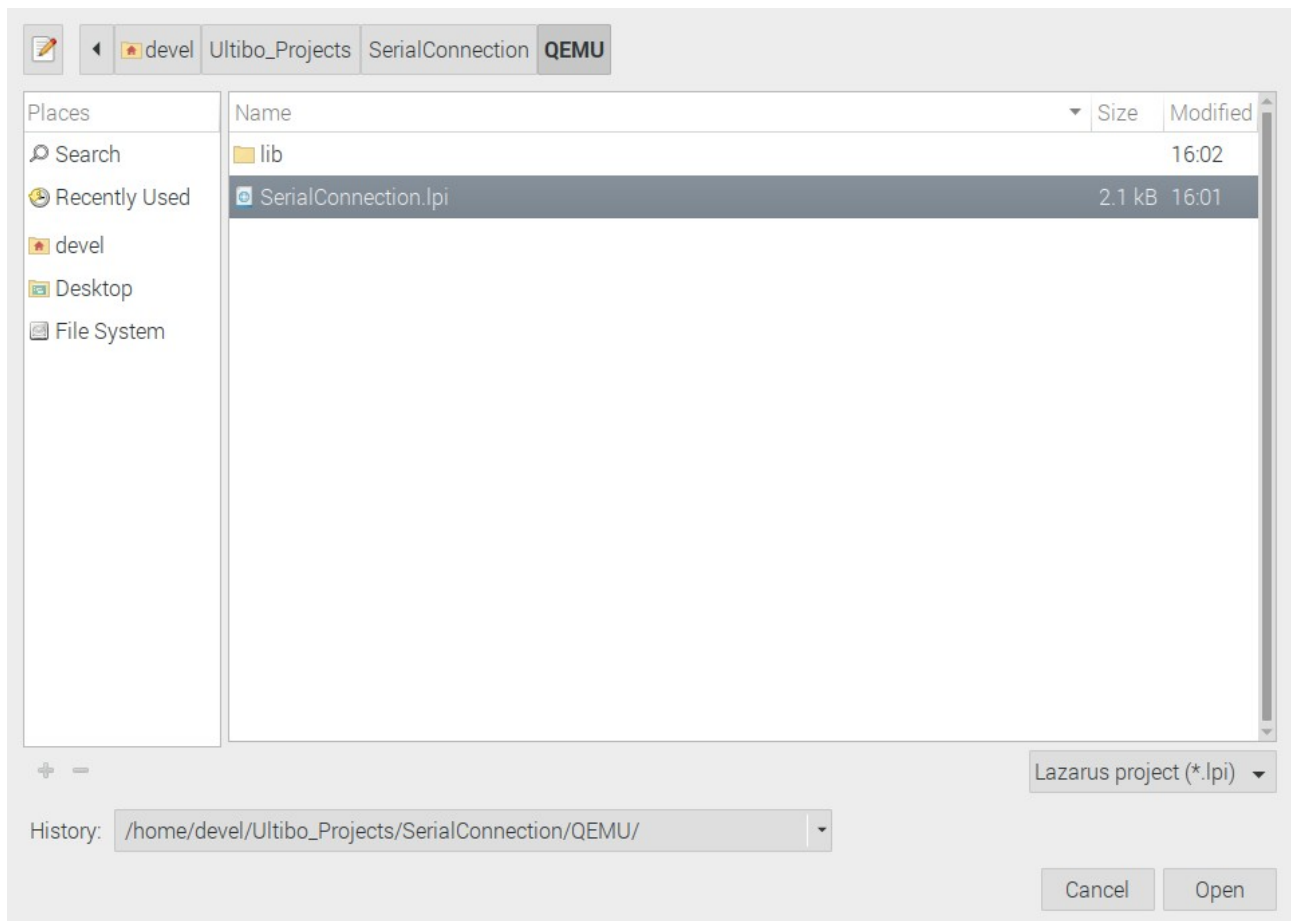 devel Ultibo_Projects SerialConnection QEMU
Places
Search
Recently Used
devel
Desktop
File System
Name Size Modified
lib 16:02
SerialConnection.lpi 2.1 kB 16:01
Lazarus project (*.lpi)
History: /home/devel/Ultibo_Projects/SerialConnection/QEMU/
Cancel Open